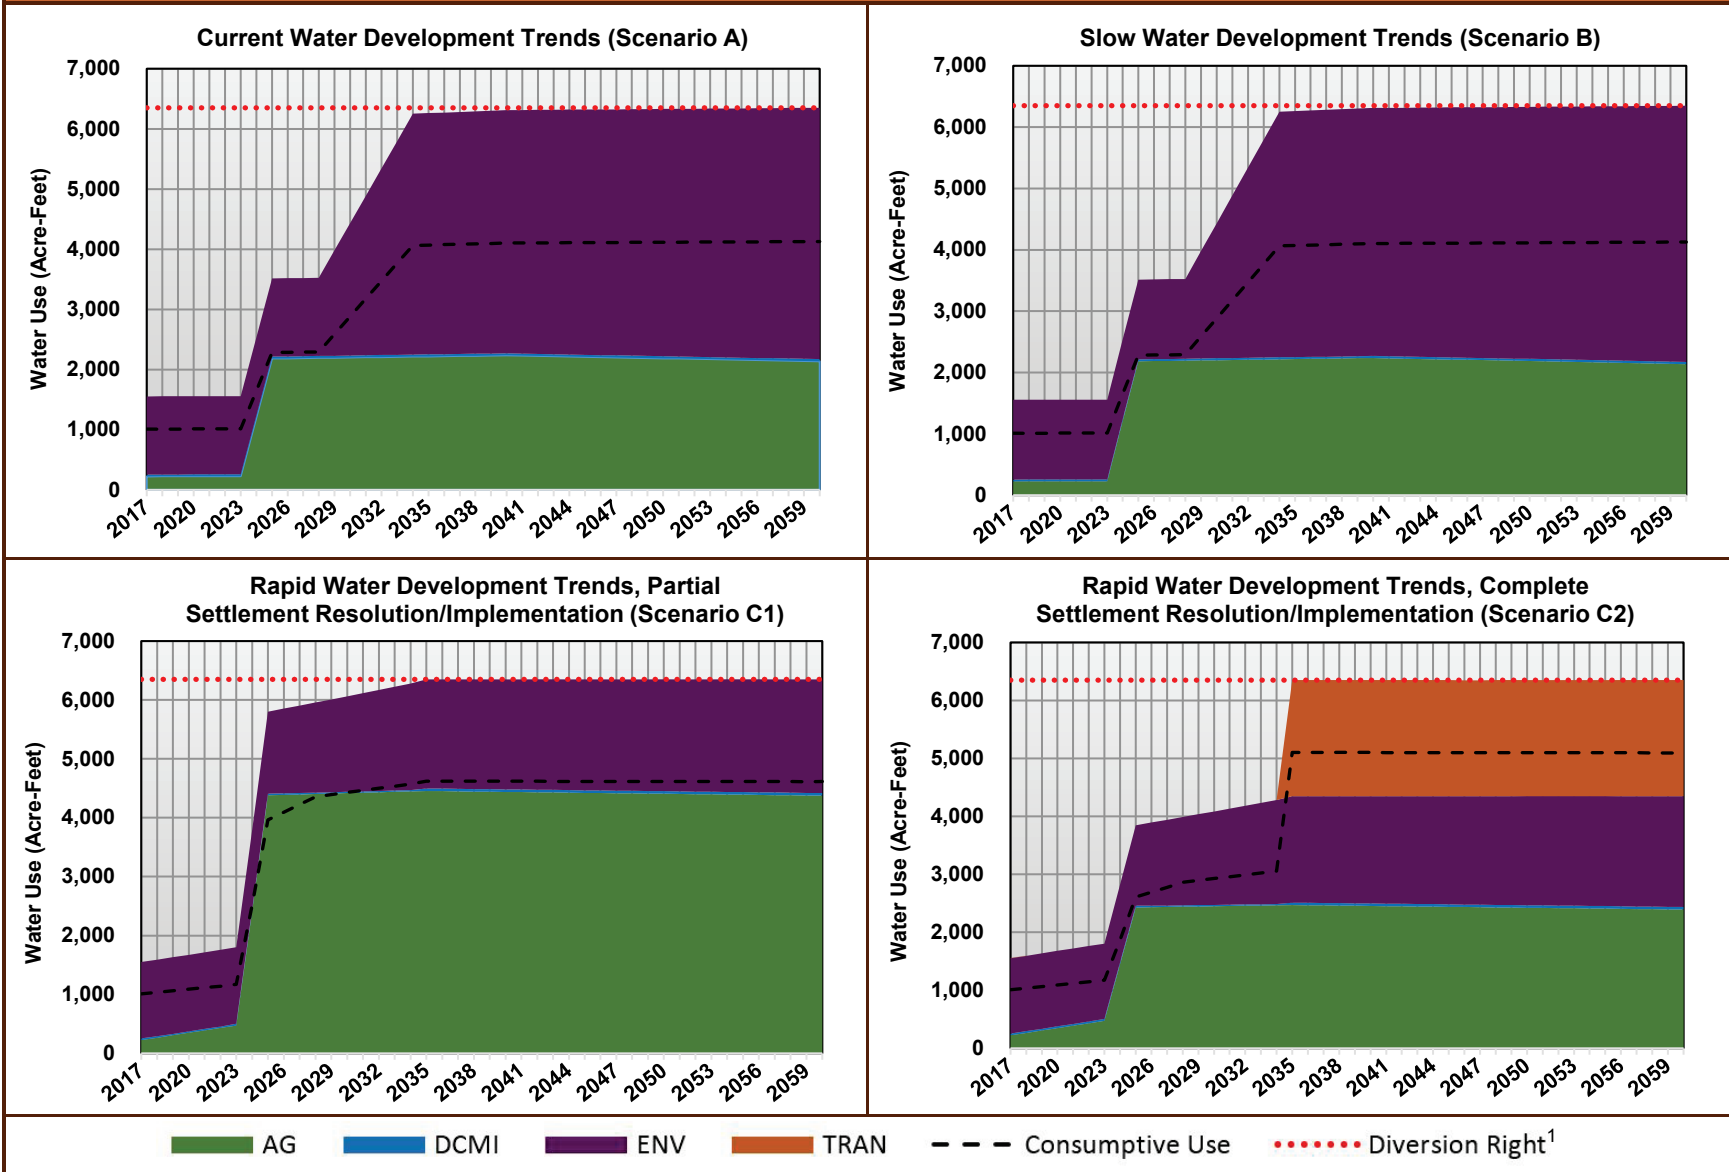 Current Water Development Trends (Scenario A)
Water Use (Acre-Feet)
7,000
6,000
5,000
4,000
3,000
2,000
1,000
0
2017 2020 2023 2026 2029 2032 2035 2038 2041 2044 2047 2050 2053 2056 2059
Slow Water Development Trends (Scenario B)
Water Use (Acre-Feet)
7,000
6,000
5,000
4,000
3,000
2,000
1,000
0
2017 2020 2023 2026 2029 2032 2035 2038 2041 2044 2047 2050 2053 2056 2059
Rapid Water Development Trends, Partial
Settlement Resolution/Implementation (Scenario C1)
Water Use (Acre-Feet)
7,000
6,000
5,000
4,000
3,000
2,000
1,000
0
2017 2020 2023 2026 2029 2032 2035 2038 2041 2044 2047 2050 2053 2056 2059
Rapid Water Development Trends, Complete
Settlement Resolution/Implementation (Scenario C2)
Water Use (Acre-Feet)
7,000
6,000
5,000
4,000
3,000
2,000
1,000
0
2017 2020 2023 2026 2029 2032 2035 2038 2041 2044 2047 2050 2053 2056 2059
AG DCMI ENV TRAN Consumptive Use Diversion Right¹